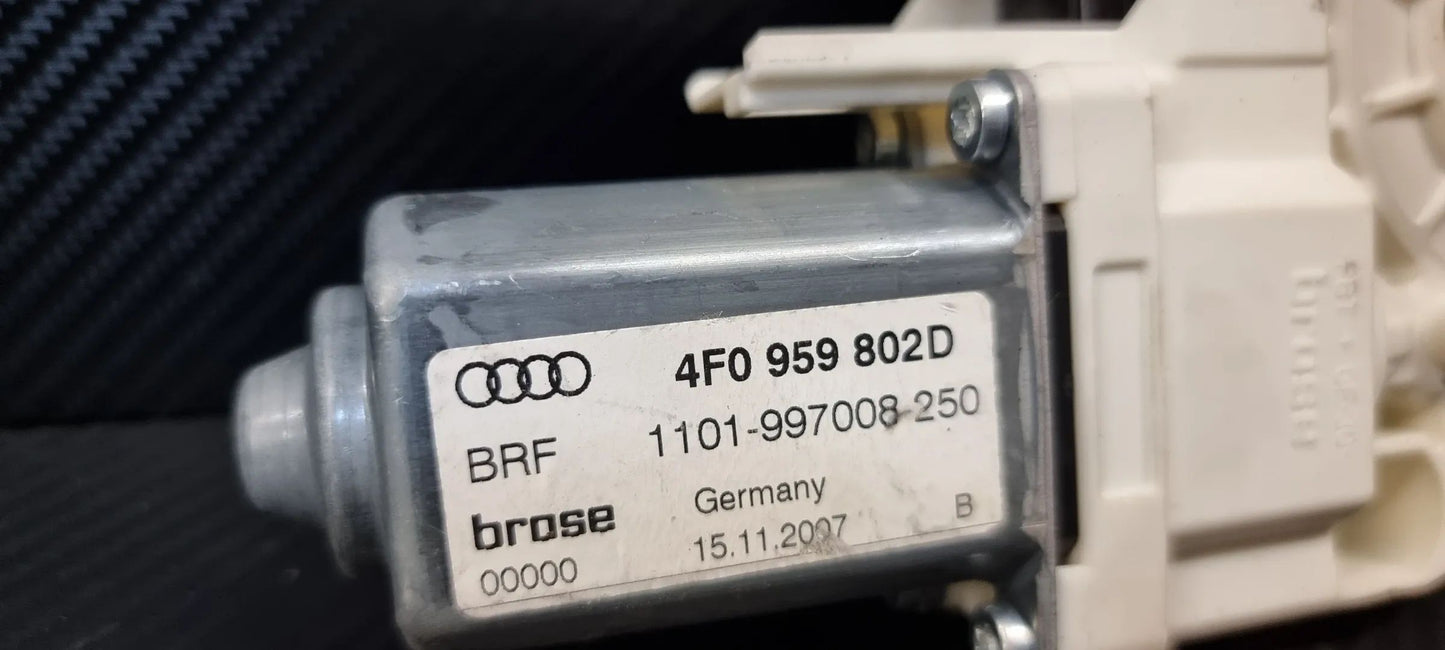 4F0 959 802D
BRF 1101-997008-250
brose Germany
00000 15.11.2007 B
brose